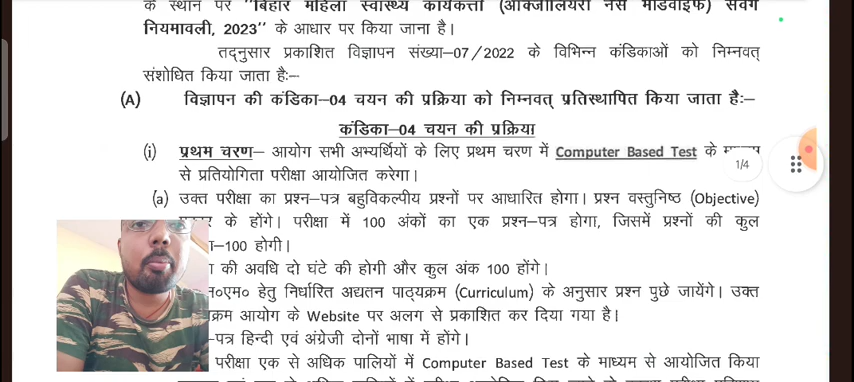 के स्थान पर "बिहार महिला स्वास्थ्य कार्यकर्त्ता (ऑक्जीलियरी नर्स मीडवाईफ) संवर्ग
नियमावली, 2023" के आधार पर किया जाना है।
तद्नुसार प्रकाशित विज्ञापन संख्या–07/2022 के विभिन्न कंडिकाओं को निम्नवत्
संशोधित किया जाता हैः–
(A) विज्ञापन की कंडिका–04 चयन की प्रक्रिया को निम्नवत् प्रतिस्थापित किया जाता हैः–
कंडिका–04 चयन की प्रक्रिया
(i) प्रथम चरण– आयोग सभी अभ्यर्थियों के लिए प्रथम चरण में Computer Based Test के
1/4
से प्रतियोगिता परीक्षा आयोजित करेगा।
(a) उक्त परीक्षा का प्रश्न–पत्र बहुविकल्पीय प्रश्नों पर आधारित होगा। प्रश्न वस्तुनिष्ठ (Objective)
के होंगे। परीक्षा में 100 अंकों का एक प्रश्न–पत्र होगा, जिसमें प्रश्नों की कुल
–100 होगी।
की अवधि दो घंटे की होगी और कुल अंक 100 होंगे।
हेतु निर्धारित अद्यतन पाठ्यक्रम (Curriculum) के अनुसार प्रश्न पुछे जायेंगे। उक्त
आयोग के Website पर अलग से प्रकाशित कर दिया गया है।
–पत्र हिन्दी एवं अंग्रेजी दोनों भाषा में होंगे।
परीक्षा एक से अधिक पालियों में Computer Based Test के माध्यम से आयोजित किया